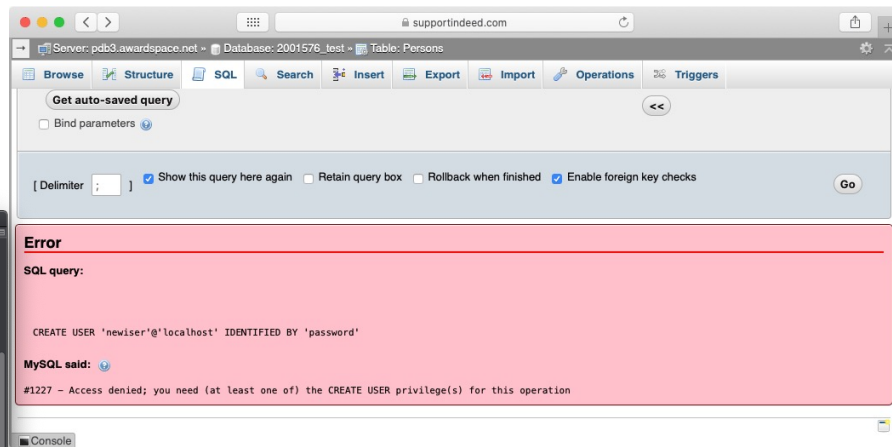 supportindeed.com
Server: pdb3.awardspace.net » Database: 2001576_test » Table: Persons
Browse Structure SQL Search Insert Export Import Operations Triggers
Get auto-saved query
<<
Bind parameters
[ Delimiter ; ] Show this query here again Retain query box Rollback when finished Enable foreign key checks Go
Error
SQL query:
CREATE USER 'newiser'@'localhost' IDENTIFIED BY 'password'
MySQL said:
#1227 – Access denied; you need (at least one of) the CREATE USER privilege(s) for this operation
Console